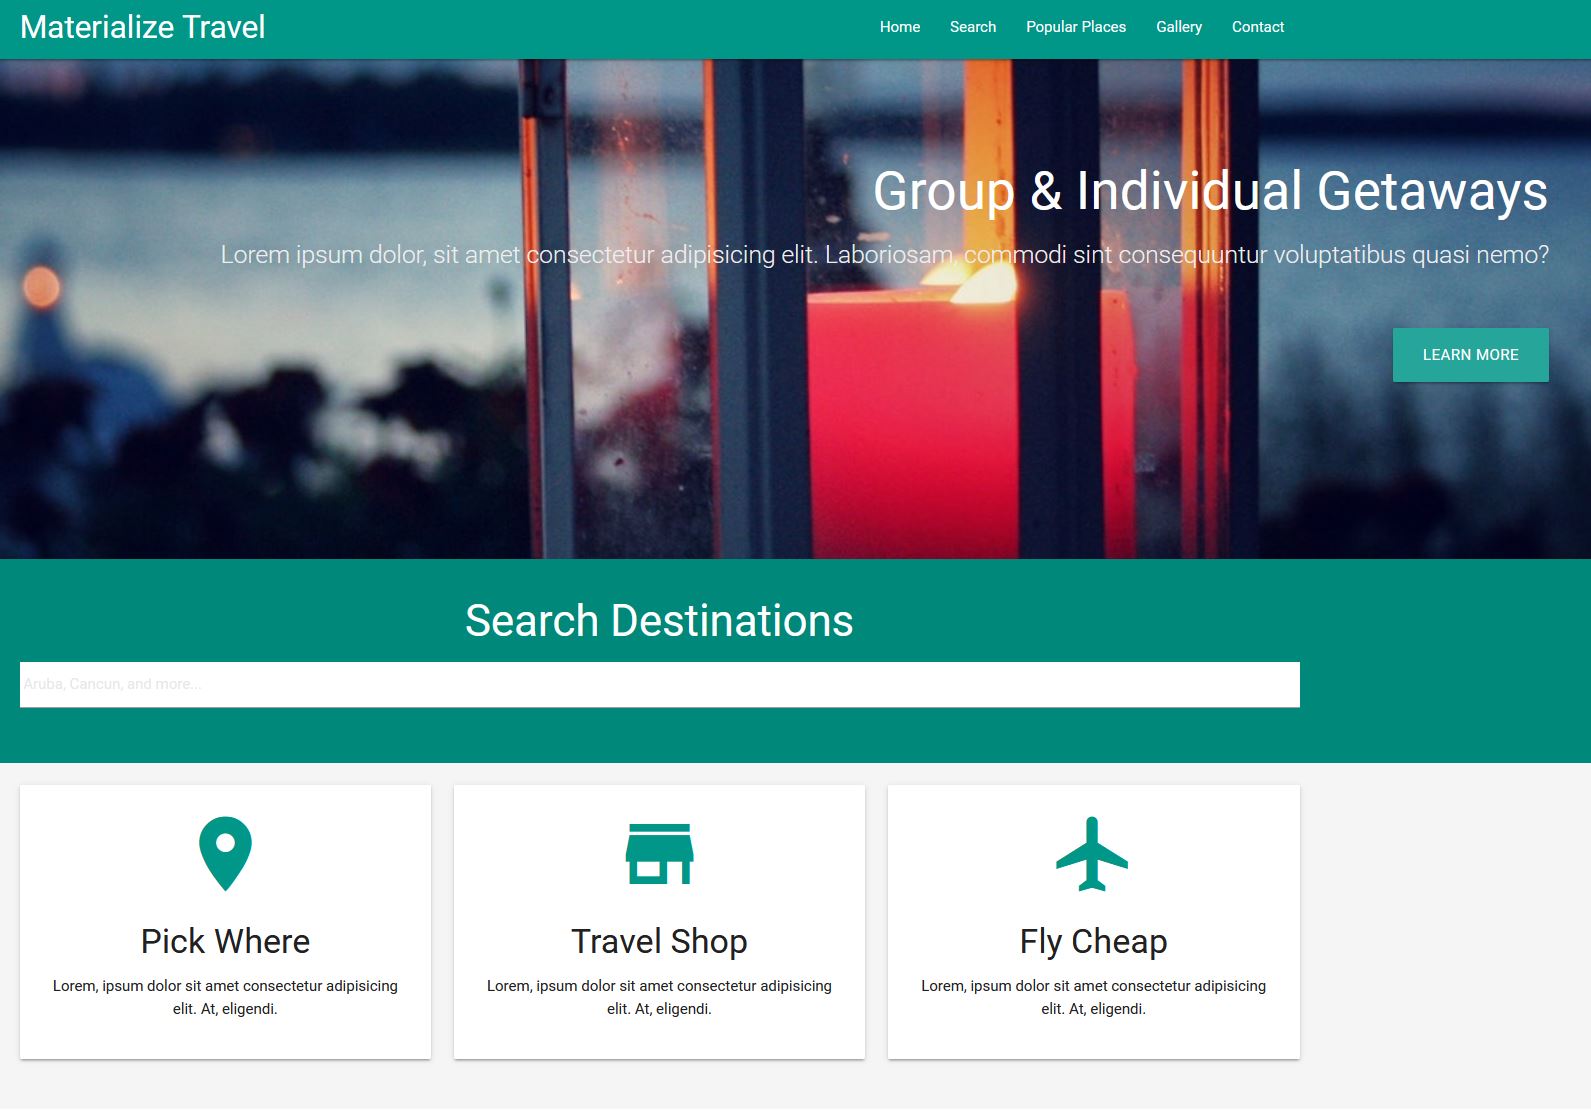 Materialize Travel
Home Search Popular Places Gallery Contact
Group & Individual Getaways
Lorem ipsum dolor, sit amet consectetur adipisicing elit. Laboriosam, commodi sint consequuntur voluptatibus quasi nemo?
LEARN MORE
Search Destinations
Aruba, Cancun, and more...
Pick Where
Lorem, ipsum dolor sit amet consectetur adipisicing
elit. At, eligendi.
Travel Shop
Lorem, ipsum dolor sit amet consectetur adipisicing
elit. At, eligendi.
Fly Cheap
Lorem, ipsum dolor sit amet consectetur adipisicing
elit. At, eligendi.